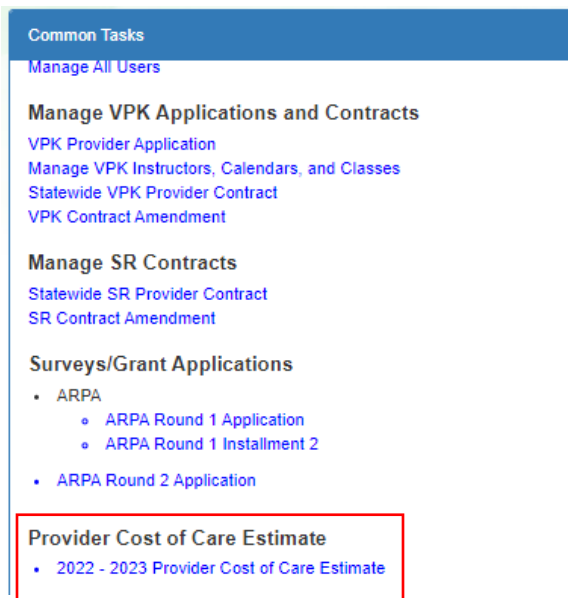 Common Tasks
Manage All Users
Manage VPK Applications and Contracts
VPK Provider Application
Manage VPK Instructors, Calendars, and Classes
Statewide VPK Provider Contract
VPK Contract Amendment
Manage SR Contracts
Statewide SR Provider Contract
SR Contract Amendment
Surveys/Grant Applications
ARPA
ARPA Round 1 Application
ARPA Round 1 Installment 2
ARPA Round 2 Application
Provider Cost of Care Estimate
2022 - 2023 Provider Cost of Care Estimate